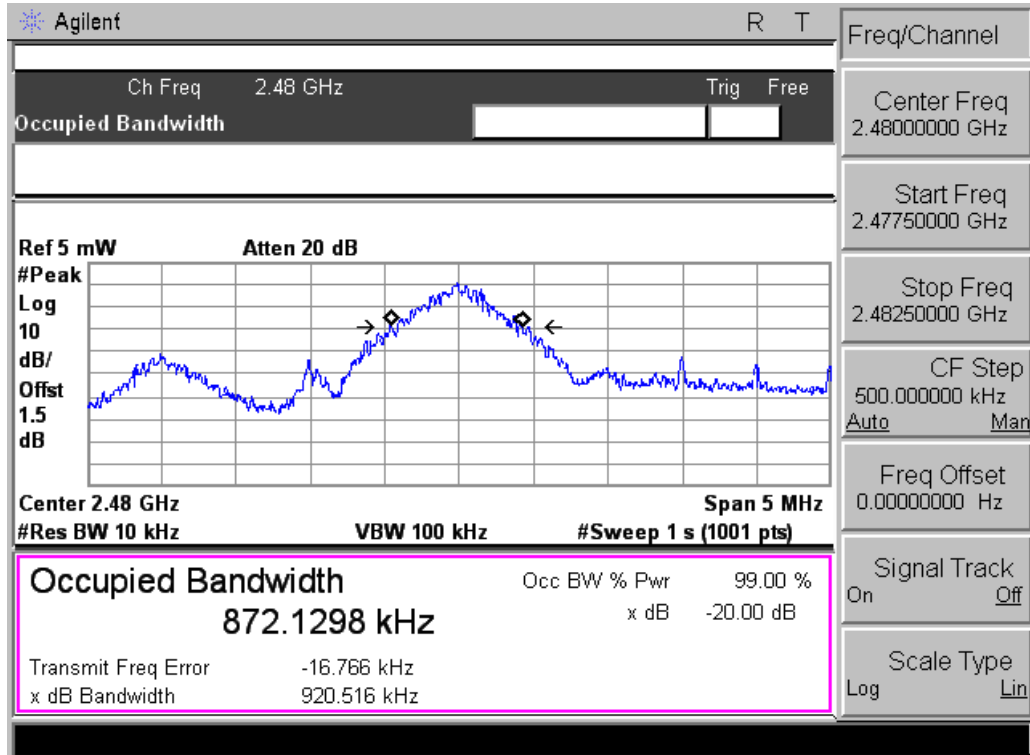 Agilent R T
Ch Freq 2.48 GHz Trig Free
Occupied Bandwidth
Ref 5 mW Atten 20 dB
#Peak
Log
10
dB/
Offst
1.5
dB
Center 2.48 GHz Span 5 MHz
#Res BW 10 kHz VBW 100 kHz #Sweep 1 s (1001 pts)
Occupied Bandwidth
872.1298 kHz
Occ BW % Pwr 99.00 %
x dB -20.00 dB
Transmit Freq Error -16.766 kHz
x dB Bandwidth 920.516 kHz
Freq/Channel
Center Freq
2.48000000 GHz
Start Freq
2.47750000 GHz
Stop Freq
2.48250000 GHz
CF Step
500.000000 kHz
Auto Man
Freq Offset
0.00000000 Hz
Signal Track
On Off
Scale Type
Log Lin